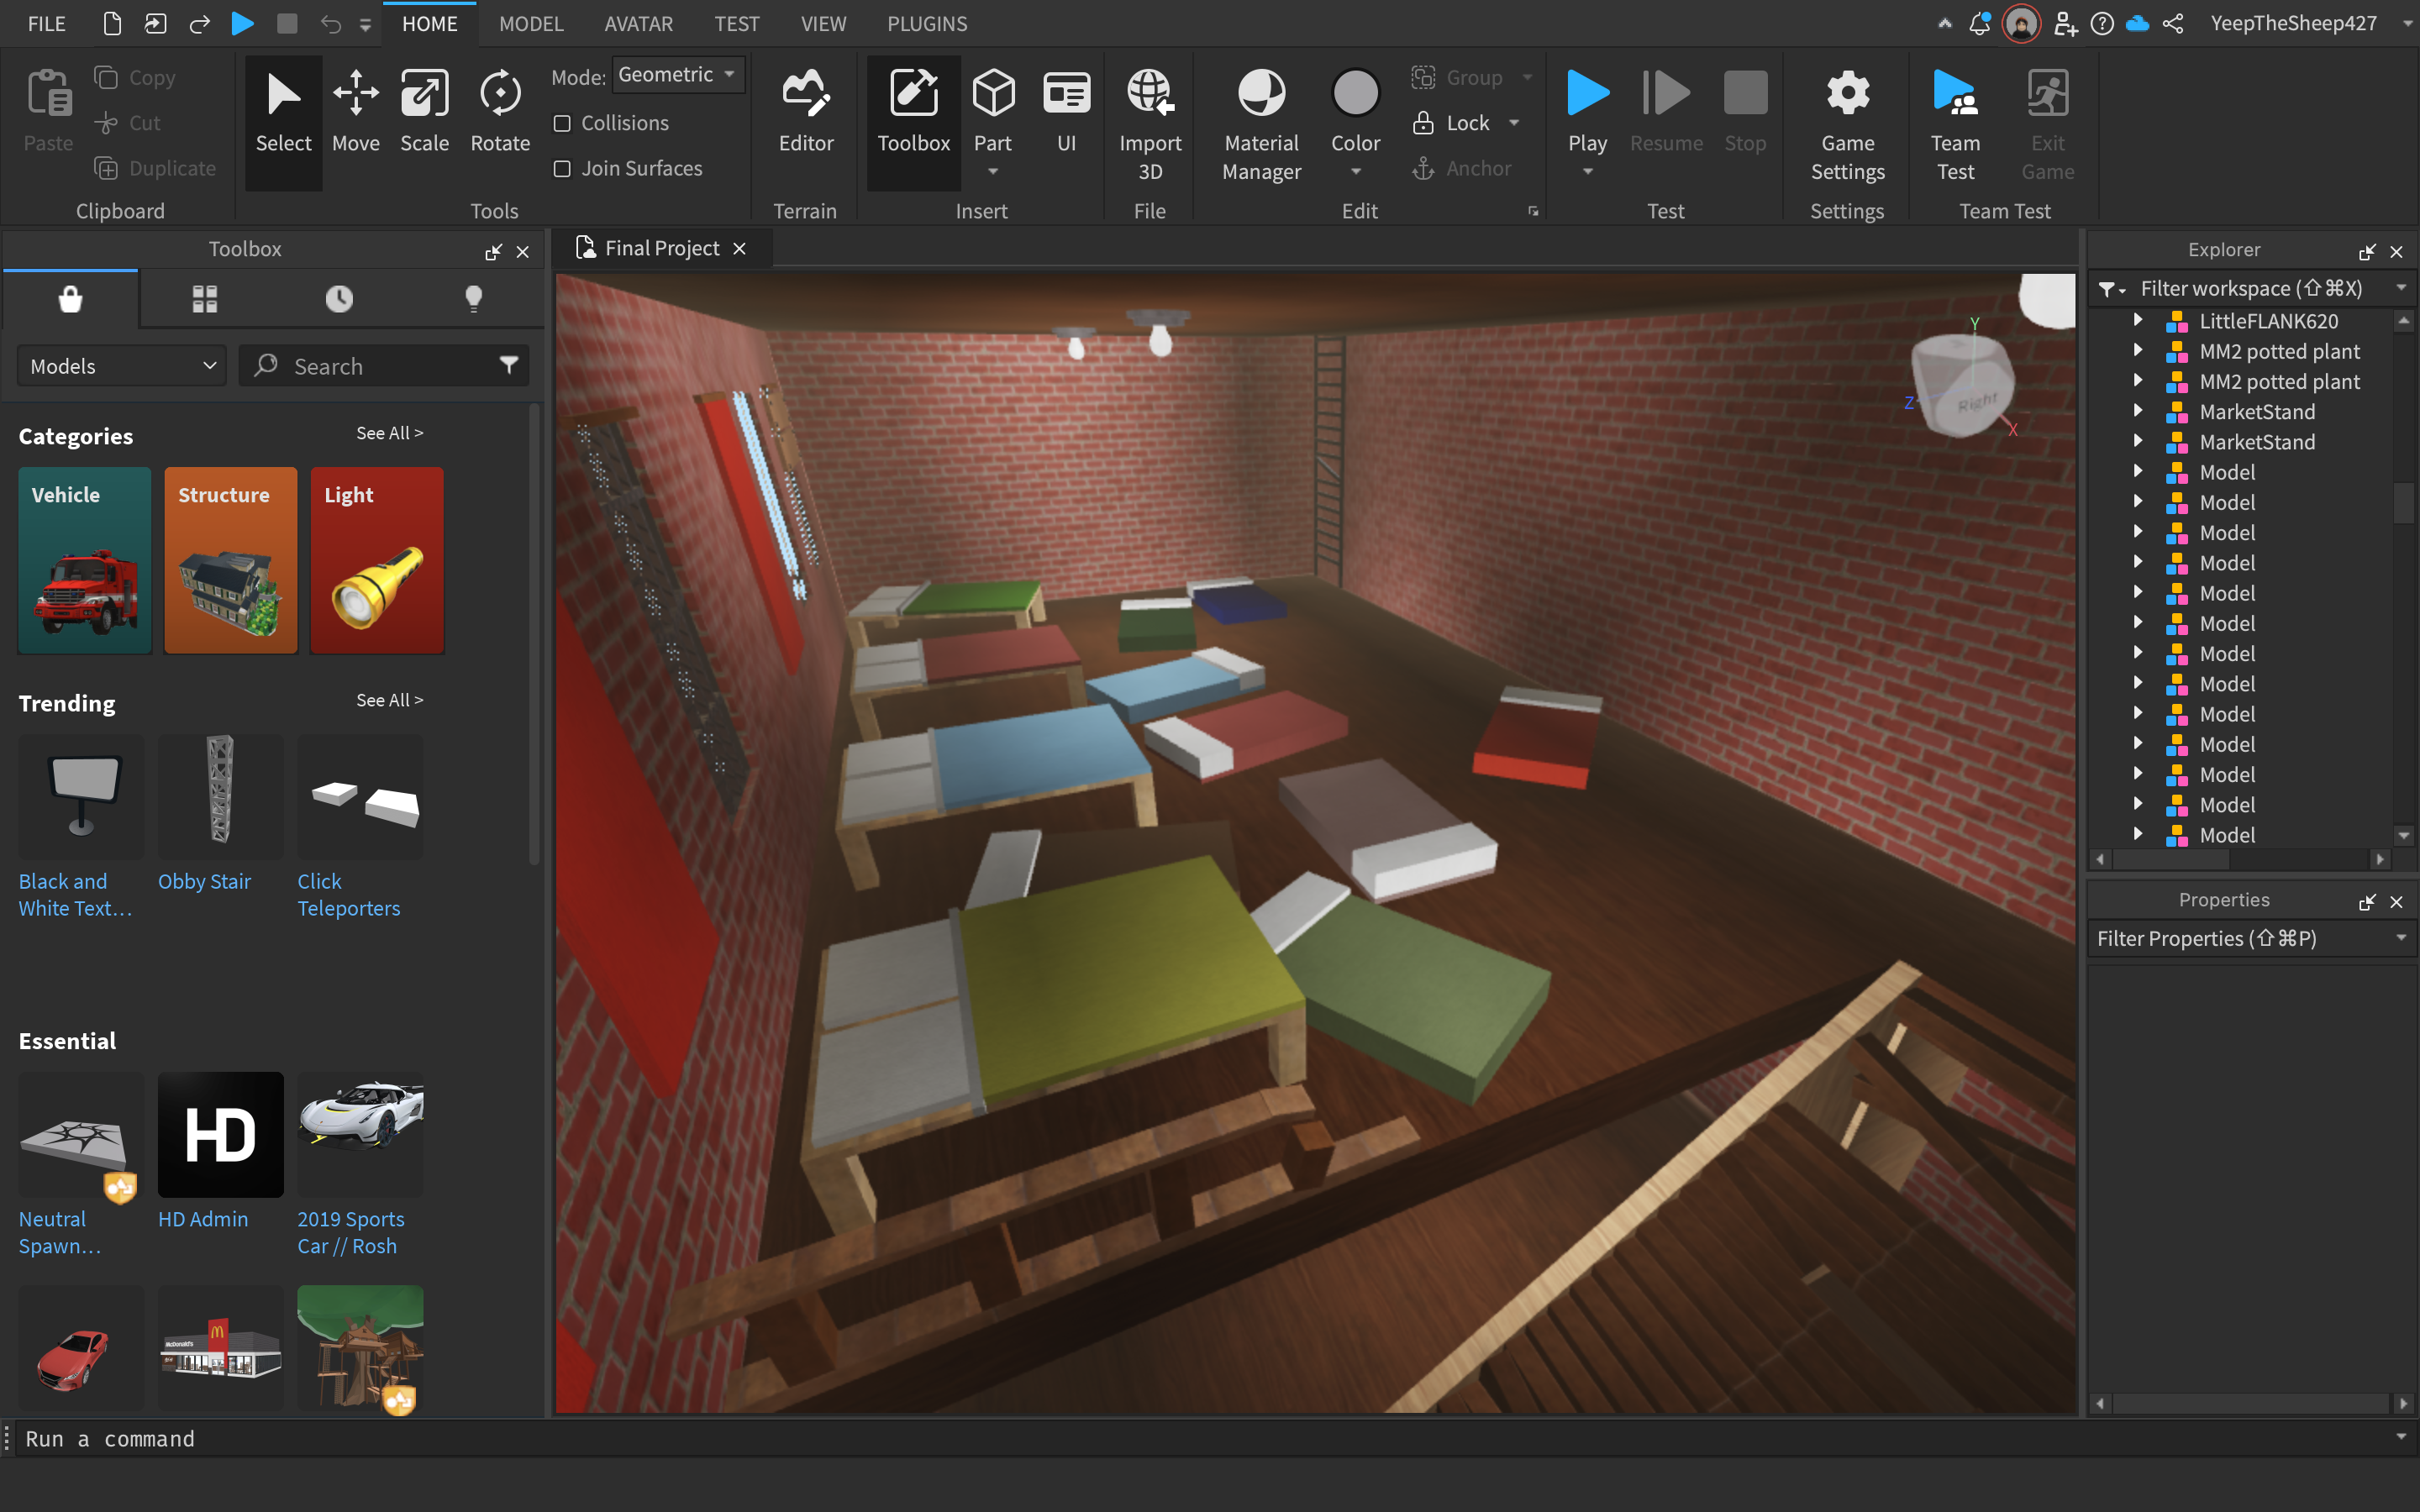 FILE
HOME
MODEL
AVATAR
TEST
VIEW
PLUGINS
YeepTheSheep427
Paste
Copy
Cut
Duplicate
Clipboard
Select
Move
Scale
Rotate
Mode: Geometric
Collisions
Join Surfaces
Tools
Editor
Terrain
Toolbox
Part
UI
Insert
Import
3D
File
Material
Manager
Color
Group
Lock
Anchor
Edit
Play
Resume
Stop
Test
Game
Settings
Settings
Team
Test
Exit
Game
Team Test
Toolbox
Models
Search
Categories
See All >
Vehicle
Structure
Light
Trending
See All >
Black and
White Text...
Obby Stair
Click
Teleporters
Essential
HD
Neutral
Spawn...
HD Admin
2019 Sports
Car // Rosh
McDonald's
Final Project
Y
Z
X
Right
Explorer
Filter workspace (⇧⌘X)
LittleFLANK620
MM2 potted plant
MM2 potted plant
MarketStand
MarketStand
Model
Model
Model
Model
Model
Model
Model
Model
Model
Model
Model
Model
Model
Properties
Filter Properties (⇧⌘P)
Run a command